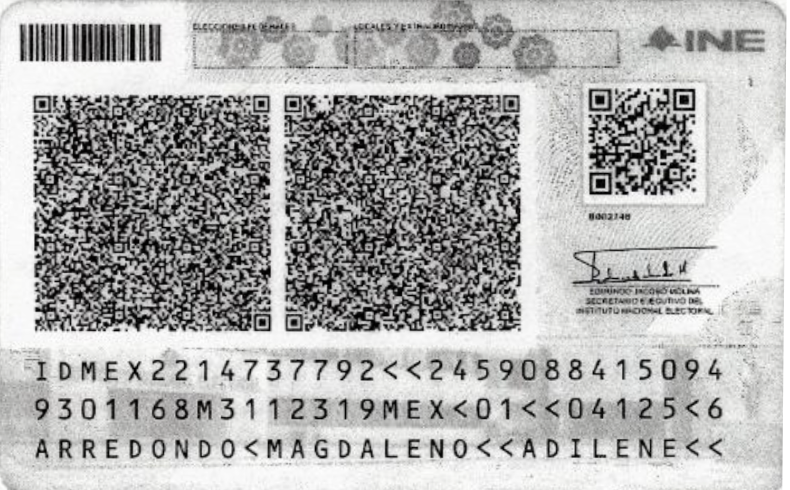 ELECCIONES FEDERALES
LOCALES Y EXTRAORDINARIAS
INE
EDMUNDO JACOBO MOLINA
SECRETARIO EJECUTIVO DEL
INSTITUTO NACIONAL ELECTORAL
IDMEX2214737792<<2459088415094
9301168M3112319MEX<01<<04125<6
ARREDONDO<MAGDALENO<<ADILENE<<